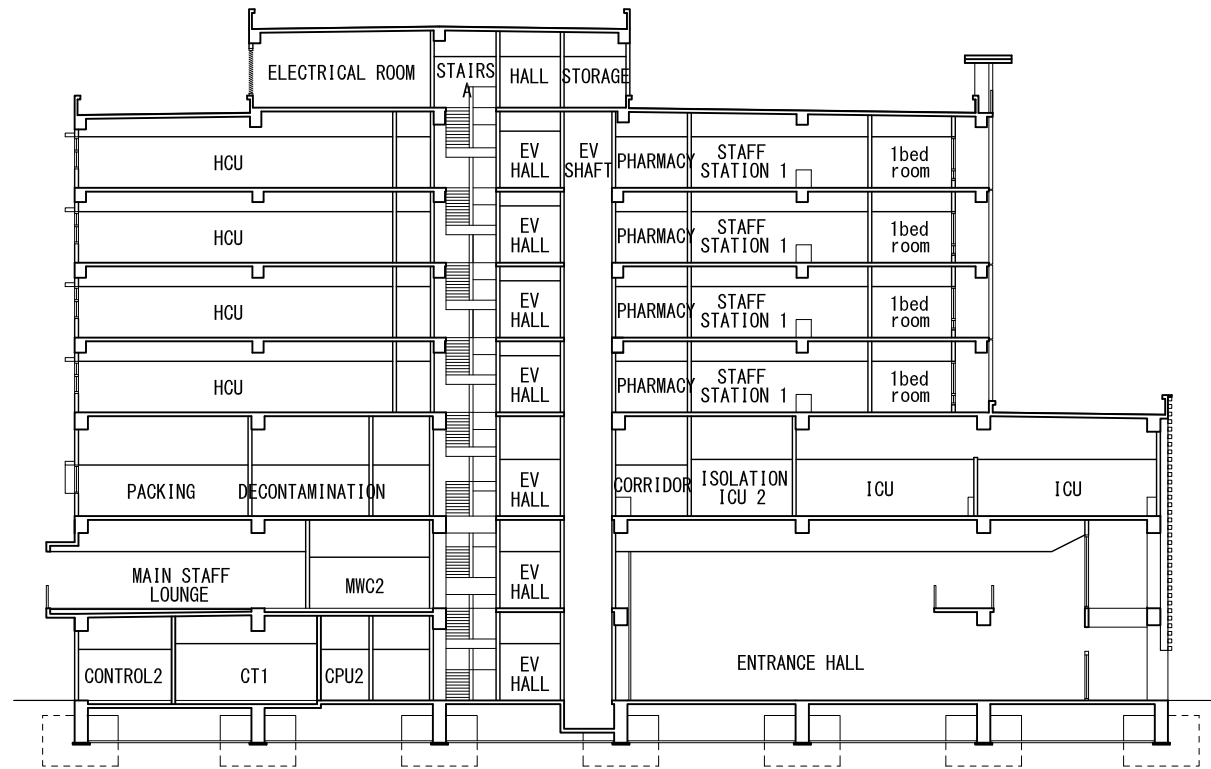 ELECTRICAL ROOM
STAIRS
A
HALL
STORAGE
HCU
EV
HALL
EV
SHAFT
PHARMACY
STAFF
STATION 1
1bed
room
HCU
EV
HALL
PHARMACY
STAFF
STATION 1
1bed
room
HCU
EV
HALL
PHARMACY
STAFF
STATION 1
1bed
room
HCU
EV
HALL
PHARMACY
STAFF
STATION 1
1bed
room
PACKING
DECONTAMINATION
EV
HALL
CORRIDOR
ISOLATION
ICU 2
ICU
ICU
MAIN STAFF
LOUNGE
MWC2
EV
HALL
CONTROL2
CT1
CPU2
EV
HALL
ENTRANCE HALL